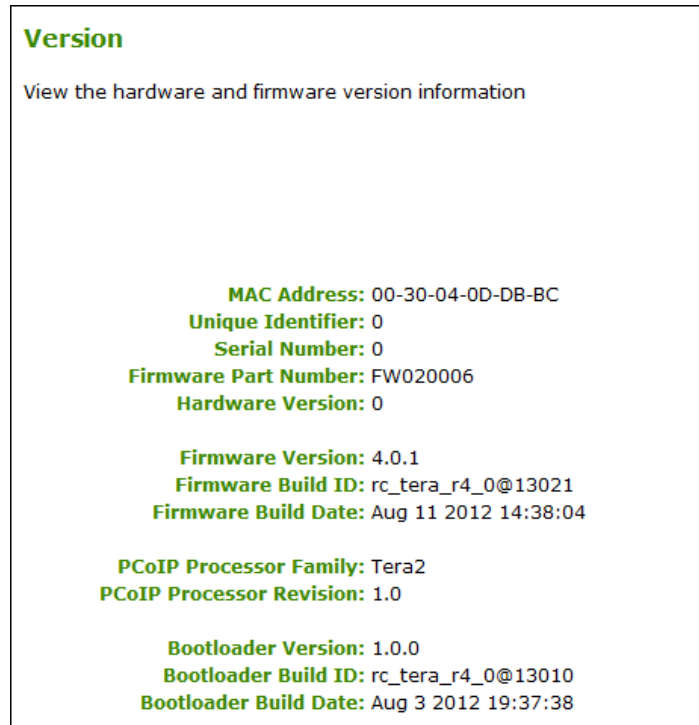 Version
View the hardware and firmware version information
MAC Address: 00-30-04-0D-DB-BC
Unique Identifier: 0
Serial Number: 0
Firmware Part Number: FW020006
Hardware Version: 0
Firmware Version: 4.0.1
Firmware Build ID: rc_tera_r4_0@13021
Firmware Build Date: Aug 11 2012 14:38:04
PCoIP Processor Family: Tera2
PCoIP Processor Revision: 1.0
Bootloader Version: 1.0.0
Bootloader Build ID: rc_tera_r4_0@13010
Bootloader Build Date: Aug 3 2012 19:37:38